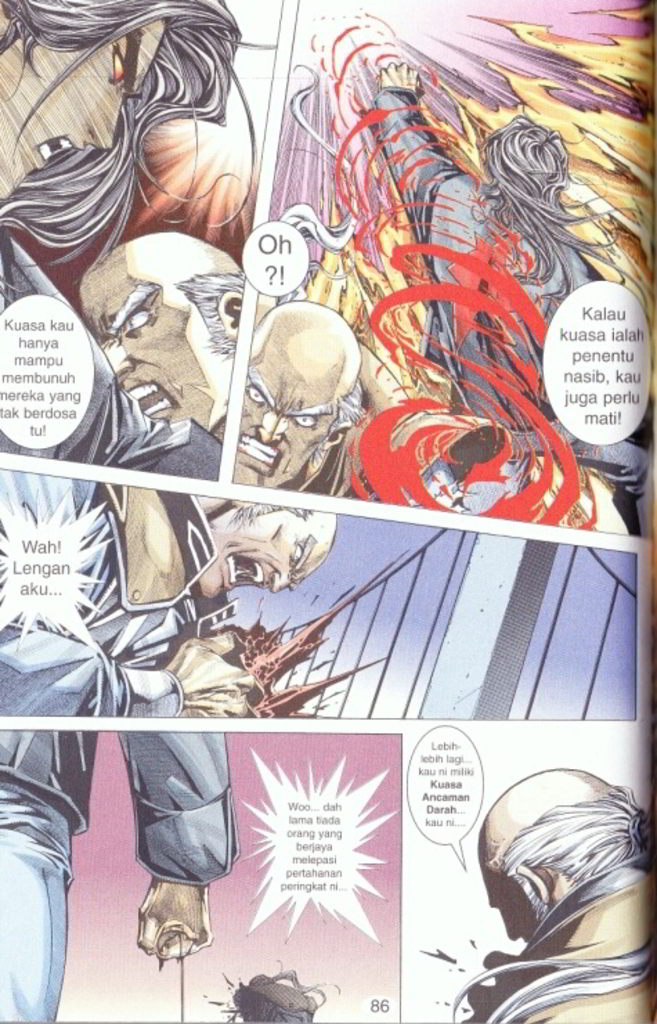 Kuasa kau
hanya
mampu
membunuh
mereka yang
tak berdosa
tu!
Oh
?!
Kalau
kuasa ialah
penentu
nasib, kau
juga perlu
mati!
Wah!
Lengan
aku...
Woo... dah
lama tiada
orang yang
berjaya
melepasi
pertahanan
peringkat ni...
Lebih-
lebih lagi...
kau ni miliki
Kuasa
Ancaman
Darah...
kau ni....
86